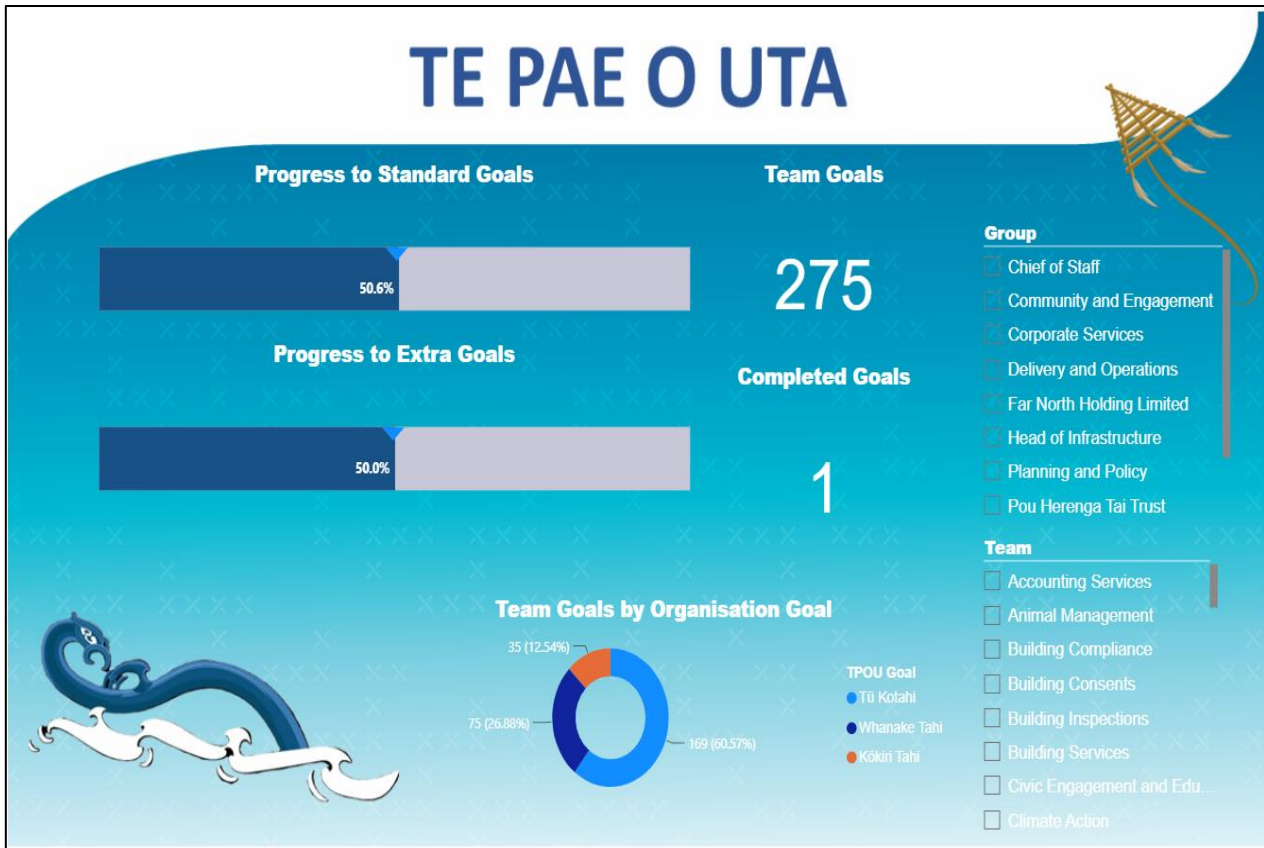 TE PAE O UTA
Progress to Standard Goals
50.6%
Progress to Extra Goals
50.0%
Team Goals
275
Completed Goals
1
Team Goals by Organisation Goal
35 (12.54%)
75 (26.88%)
169 (60.57%)
TPOU Goal
Tū Kotahi
Whanake Tahi
Kōkiri Tahi
Group
Chief of Staff
Community and Engagement
Corporate Services
Delivery and Operations
Far North Holding Limited
Head of Infrastructure
Planning and Policy
Pou Herenga Tai Trust
Team
Accounting Services
Animal Management
Building Compliance
Building Consents
Building Inspections
Building Services
Civic Engagement and Edu...
Climate Action